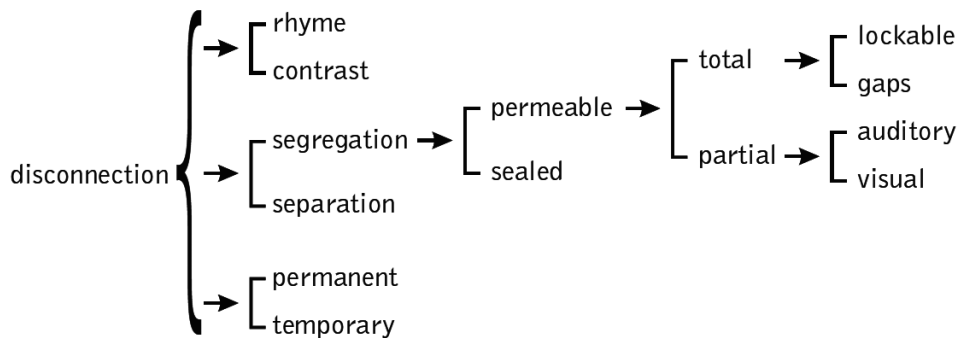 disconnection
rhyme
contrast
segregation
separation
permanent
temporary
permeable
sealed
total
partial
lockable
gaps
auditory
visual